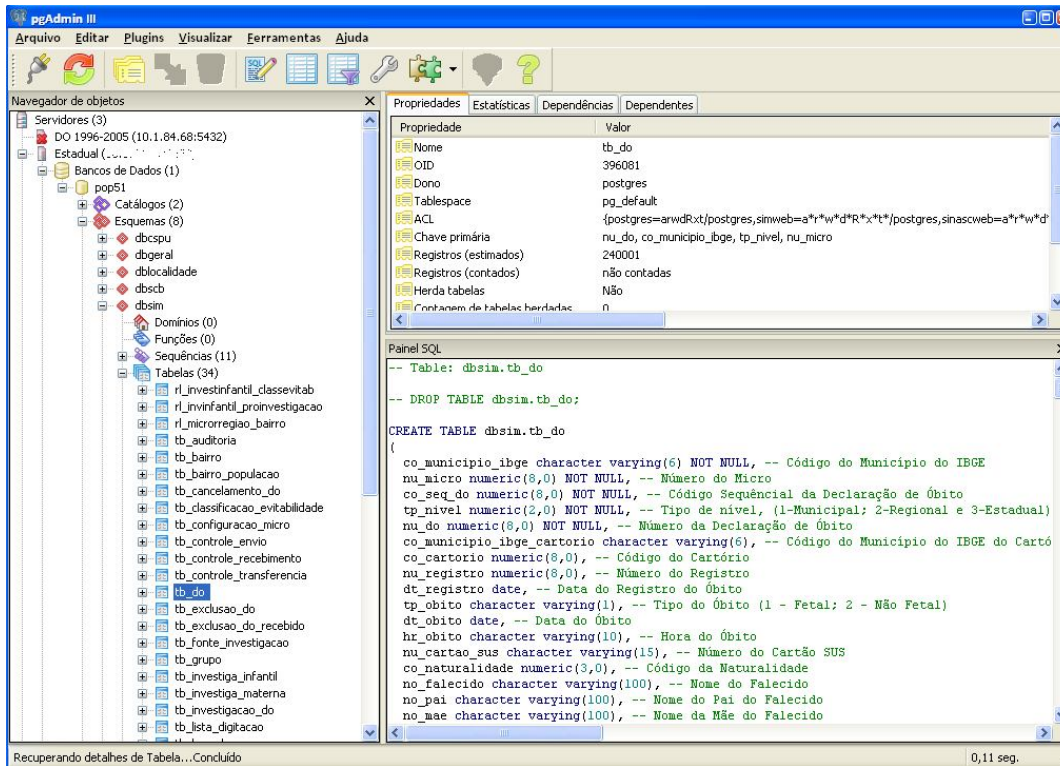 pgAdmin III
Arquivo Editar Plugins Visualizar Ferramentas Ajuda
SQL
Navegador de objetos
Servidores (3)
DO 1996-2005 (10.1.84.68:5432)
Estadual (
Bancos de Dados (1)
pop51
Catálogos (2)
Esquemas (8)
dbcspu
dbgeral
dblocalidade
dbscb
dbsim
Domínios (0)
Funções (0)
Sequências (11)
Tabelas (34)
rl_investinfantil_classevitab
rl_invinfantil_proinvestigacao
rl_microrregiao_bairro
tb_auditoria
tb_bairro
tb_bairro_populacao
tb_cancelamento_do
tb_classificacao_evitabilidade
tb_configuracao_micro
tb_controle_envio
tb_controle_recebimento
tb_controle_transferencia
tb_do
tb_exclusao_do
tb_exclusao_do_recebido
tb_fonte_investigacao
tb_grupo
tb_investiga_infantil
tb_investiga_materna
tb_investigacao_do
tb_lista_digitacao
Propriedades Estatísticas Dependências Dependentes
Propriedade Valor
Nome tb_do
OID 396081
Dono postgres
Tablespace pg_default
ACL {postgres=arwdRxt/postgres,simweb=a*r*w*d*R*x*t*/postgres,sinascweb=a*r*w*d*
Chave primária nu_do, co_municipio_ibge, tp_nivel, nu_micro
Registros (estimados) 240001
Registros (contados) não contadas
Herda tabelas Não
Contagem de tabelas herdadas 0
Painel SQL
-- Table: dbsim.tb_do
-- DROP TABLE dbsim.tb_do;
CREATE TABLE dbsim.tb_do
(
co_municipio_ibge character varying(6) NOT NULL, -- Código do Município do IBGE
nu_micro numeric(8,0) NOT NULL, -- Número do Micro
co_seq_do numeric(8,0) NOT NULL, -- Código Sequêncial da Declaração de Óbito
tp_nivel numeric(2,0) NOT NULL, -- Tipo de nível, (1-Municipal; 2-Regional e 3-Estadual)
nu_do numeric(8,0) NOT NULL, -- Número da Declaração de Óbito
co_municipio_ibge_cartorio character varying(6), -- Código do Município do IBGE do Cartó
co_cartorio numeric(8,0), -- Código do Cartório
nu_registro numeric(8,0), -- Número do Registro
dt_registro date, -- Data do Registro do Óbito
tp_obito character varying(1), -- Tipo do Óbito (1 - Fetal; 2 - Não Fetal)
dt_obito date, -- Data do Óbito
hr_obito character varying(10), -- Hora do Óbito
nu_cartao_sus character varying(15), -- Número do Cartão SUS
co_naturalidade numeric(3,0), -- Código da Naturalidade
no_falecido character varying(100), -- Nome do Falecido
no_pai character varying(100), -- Nome do Pai do Falecido
no_mae character varying(100), -- Nome da Mãe do Falecido
Recuperando detalhes de Tabela...Concluído
0,11 seg.